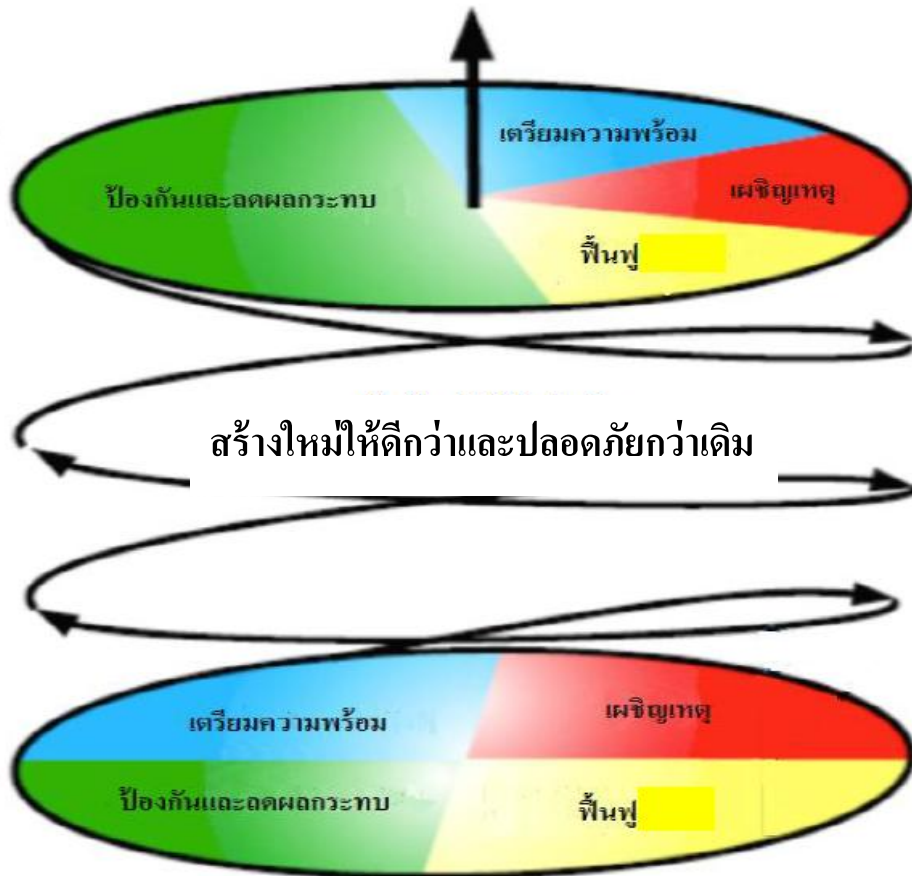 เตรียมความพร้อม
ป้องกันและลดผลกระทบ
เผชิญเหตุ
ฟื้นฟู
สร้างใหม่ให้ดีกว่าและปลอดภัยกว่าเดิม
เตรียมความพร้อม
เผชิญเหตุ
ป้องกันและลดผลกระทบ
ฟื้นฟู